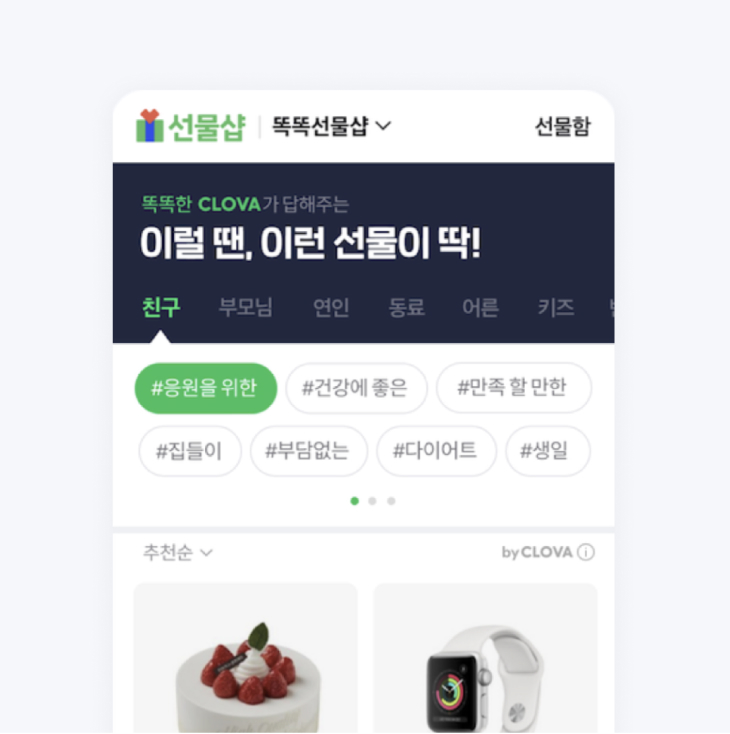 선물샵 똑똑선물샵 선물함
똑똑한 CLOVA가 답해주는
이럴 땐, 이런 선물이 딱!
친구 부모님 연인 동료 어른 키즈
#응원을 위한 #건강에 좋은 #만족 할 만한
#집들이 #부담없는 #다이어트 #생일
추천순 by CLOVA